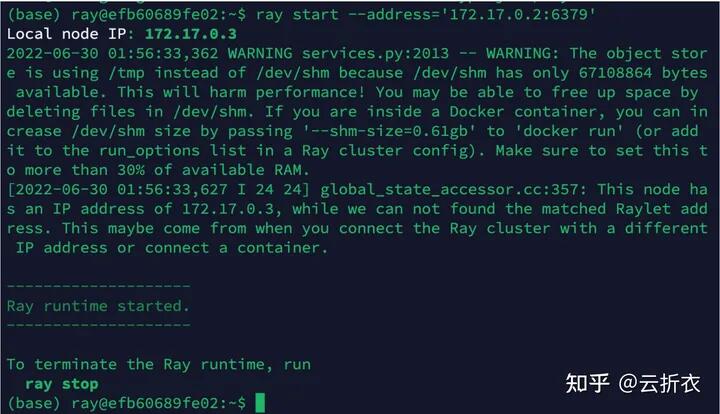 (base) ray@efb60689fe02:~$ ray start --address='172.17.0.2:6379'
Local node IP: 172.17.0.3
2022-06-30 01:56:33,362 WARNING services.py:2013 -- WARNING: The object stor
e is using /tmp instead of /dev/shm because /dev/shm has only 67108864 bytes
 available. This will harm performance! You may be able to free up space by
deleting files in /dev/shm. If you are inside a Docker container, you can in
crease /dev/shm size by passing '--shm-size=0.61gb' to 'docker run' (or add
it to the run_options list in a Ray cluster config). Make sure to set this t
o more than 30% of available RAM.
[2022-06-30 01:56:33,627 I 24 24] global_state_accessor.cc:357: This node ha
s an IP address of 172.17.0.3, while we can not found the matched Raylet add
ress. This maybe come from when you connect the Ray cluster with a different
 IP address or connect a container.
--------------------
Ray runtime started.
--------------------
To terminate the Ray runtime, run
  ray stop
(base) ray@efb60689fe02:~$
知乎 @云折衣